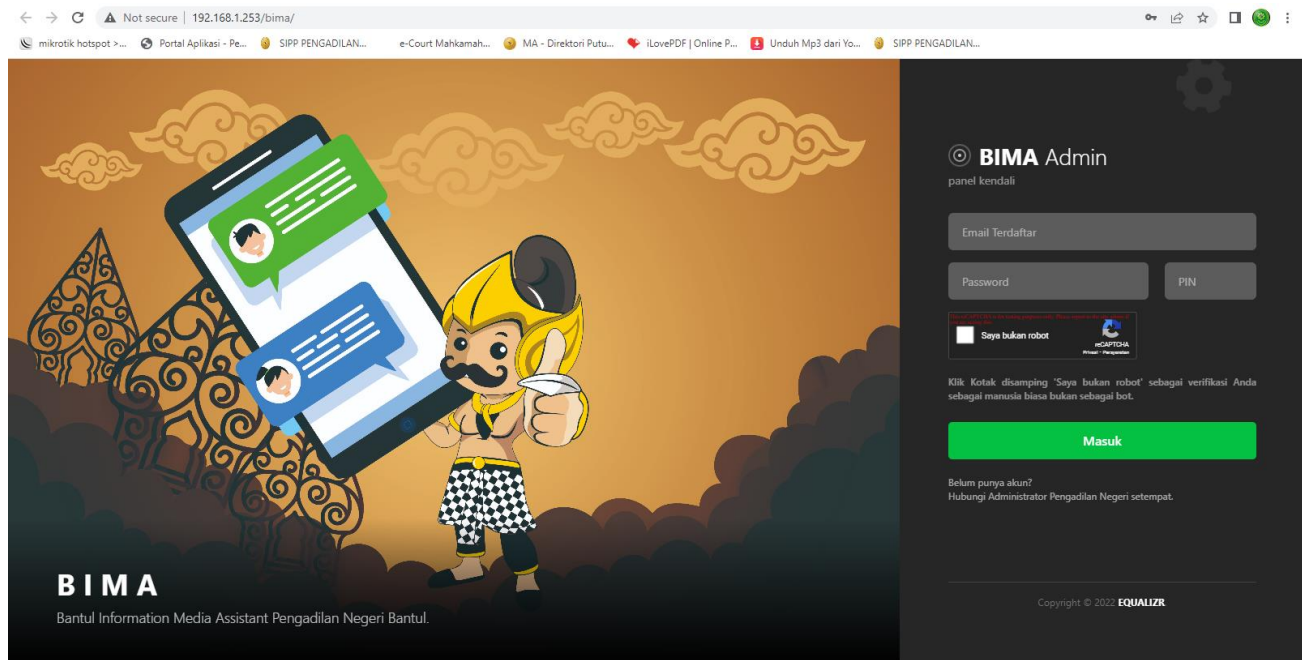 Not secure | 192.168.1.253/bima/
mikrotik hotspot >... Portal Aplikasi - Pe... SIPP PENGADILAN... e-Court Mahkamah... MA - Direktori Putu... iLovePDF | Online P... Unduh Mp3 dari Yo... SIPP PENGADILAN...
BIMA Admin
panel kendali
Email Terdaftar
Password PIN
Saya bukan robot
reCAPTCHA
Privasi - Persyaratan
Klik Kotak disamping 'Saya bukan robot' sebagai verifikasi Anda
sebagai manusia biasa bukan sebagai bot.
Masuk
Belum punya akun?
Hubungi Administrator Pengadilan Negeri setempat.
BIMA
Bantul Information Media Assistant Pengadilan Negeri Bantul.
Copyright © 2022 EQUALIZR